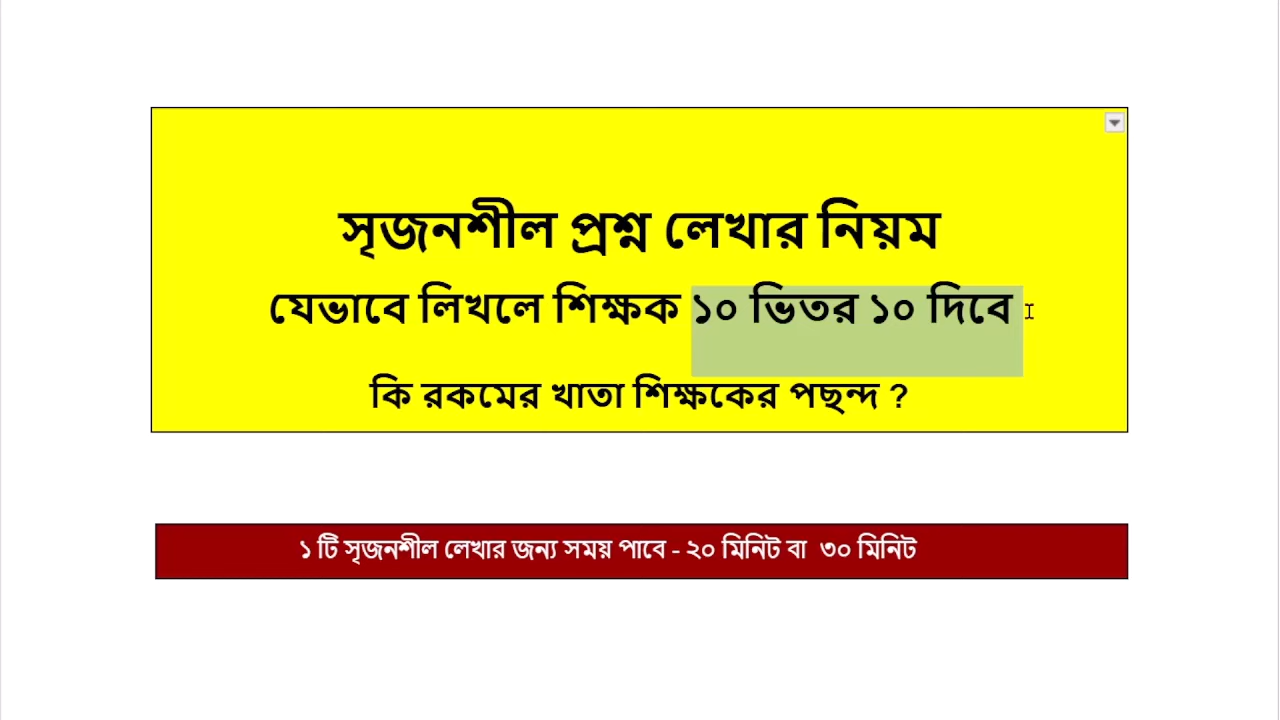 সৃজনশীল প্রশ্ন লেখার নিয়ম
যেভাবে লিখলে শিক্ষক ১০ ভিতর ১০ দিবে
কি রকমের খাতা শিক্ষকের পছন্দ ?
১ টি সৃজনশীল লেখার জন্য সময় পাবে - ২০ মিনিট বা ৩০ মিনিট